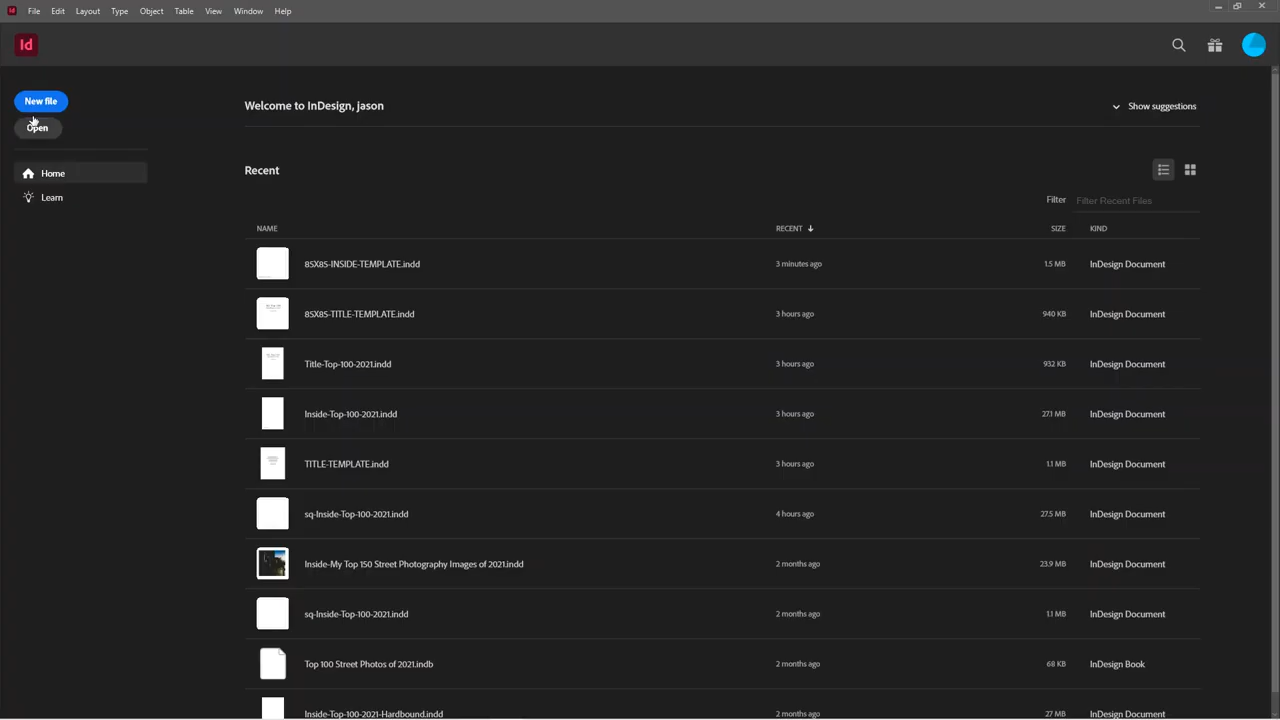 File Edit Layout Type Object Table View Window Help
Id
New file
Open
Home
Learn
Welcome to InDesign, jason
Show suggestions
Recent
Filter Filter Recent Files
NAME RECENT SIZE KIND
85X85-INSIDE-TEMPLATE.indd 3 minutes ago 1.5 MB InDesign Document
85X85-TITLE-TEMPLATE.indd 3 hours ago 940 KB InDesign Document
Title-Top-100-2021.indd 3 hours ago 932 KB InDesign Document
Inside-Top-100-2021.indd 3 hours ago 27.1 MB InDesign Document
TITLE-TEMPLATE.indd 3 hours ago 1.1 MB InDesign Document
sq-Inside-Top-100-2021.indd 4 hours ago 27.5 MB InDesign Document
Inside-My Top 150 Street Photography Images of 2021.indd 2 months ago 23.9 MB InDesign Document
sq-Inside-Top-100-2021.indd 2 months ago 1.1 MB InDesign Document
Top 100 Street Photos of 2021.indb 2 months ago 68 KB InDesign Book
Inside-Top-100-2021-Hardbound.indd 2 months ago 27 MB InDesign Document